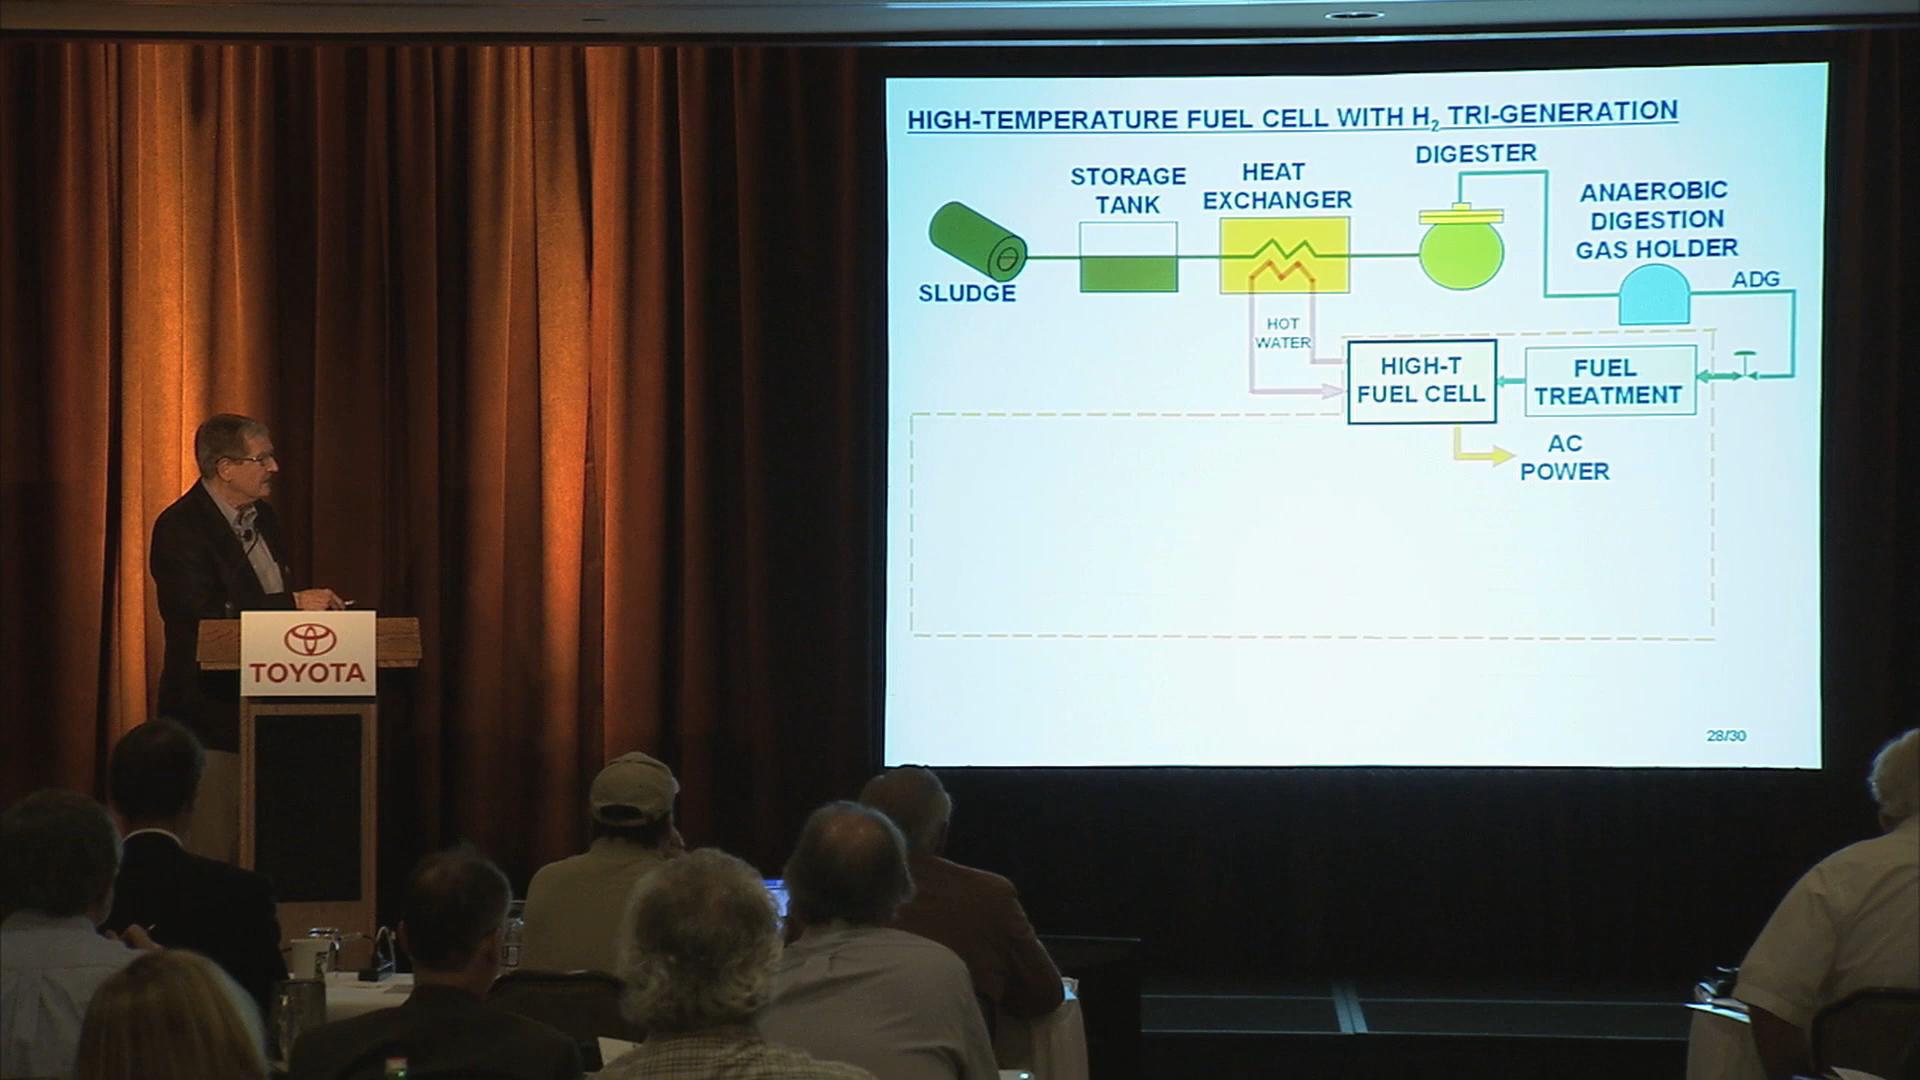 HIGH-TEMPERATURE FUEL CELL WITH H₂ TRI-GENERATION
DIGESTER
STORAGE
TANK
HEAT
EXCHANGER
ANAEROBIC
DIGESTION
GAS HOLDER
ADG
SLUDGE
HOT
WATER
HIGH-T
FUEL CELL
FUEL
TREATMENT
AC
POWER
28/30
TOYOTA